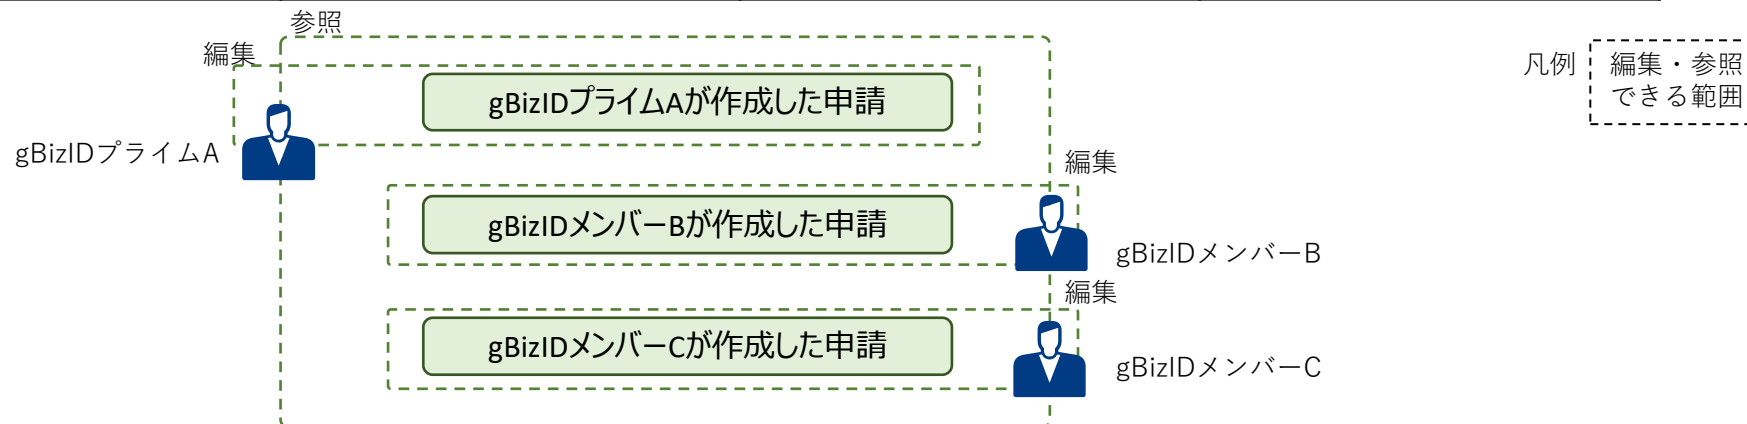 参照
編集
gBizIDプライムAが作成した申請
gBizIDプライムA
凡例
編集・参照
できる範囲
編集
gBizIDメンバーBが作成した申請
gBizIDメンバーB
編集
gBizIDメンバーCが作成した申請
gBizIDメンバーC